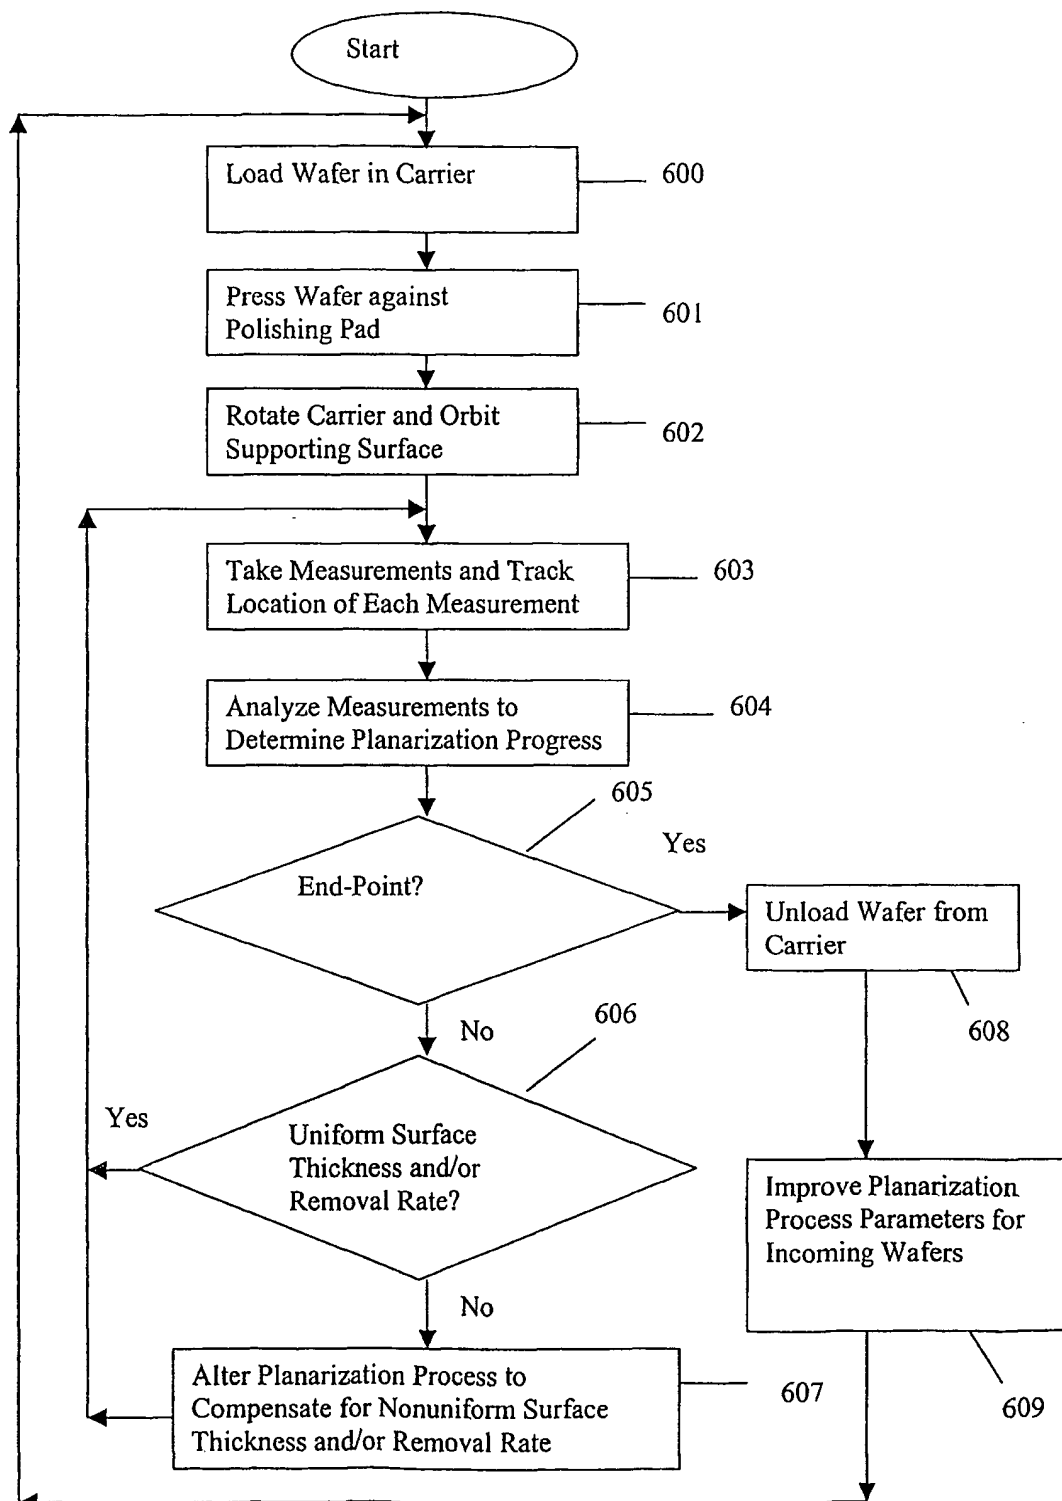 Start
Load Wafer in Carrier
600
Press Wafer against
Polishing Pad
601
Rotate Carrier and Orbit
Supporting Surface
602
Take Measurements and Track
Location of Each Measurement
603
Analyze Measurements to
Determine Planarization Progress
604
605
End-Point?
Yes
Unload Wafer from
Carrier
608
No
606
Yes
Uniform Surface
Thickness and/or
Removal Rate?
Improve Planarization
Process Parameters for
Incoming Wafers
609
No
Alter Planarization Process to
Compensate for Nonuniform Surface
Thickness and/or Removal Rate
607